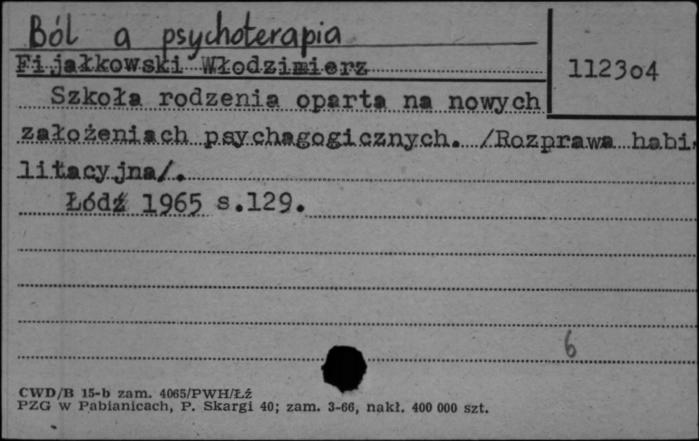 Ból a psychoterapia
Fijałkowski Włodzimierz
112304
Szkoła rodzenia oparta na nowych
założeniach psychagogicznych. /Rozprawa habi
litacyjna/.
Łódź 1965 s.129.
6
CWD/B 15-b zam. 4065/PWH/Łź
PZG w Pabianicach, P. Skargi 40; zam. 3-66, nakł. 400 000 szt.